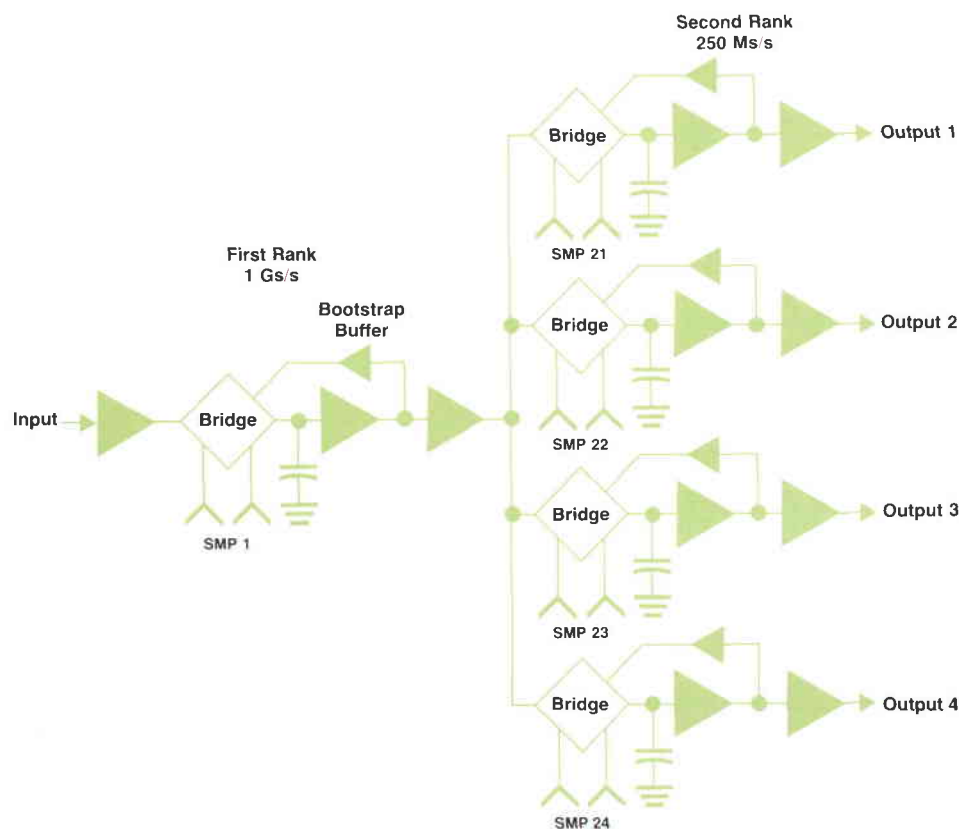 Second Rank
250 Ms/s
Bridge
Output 1
SMP 21
First Rank
1 Gs/s
Bootstrap
Buffer
Bridge
Output 2
SMP 22
Input
Bridge
SMP 1
Bridge
Output 3
SMP 23
Bridge
Output 4
SMP 24